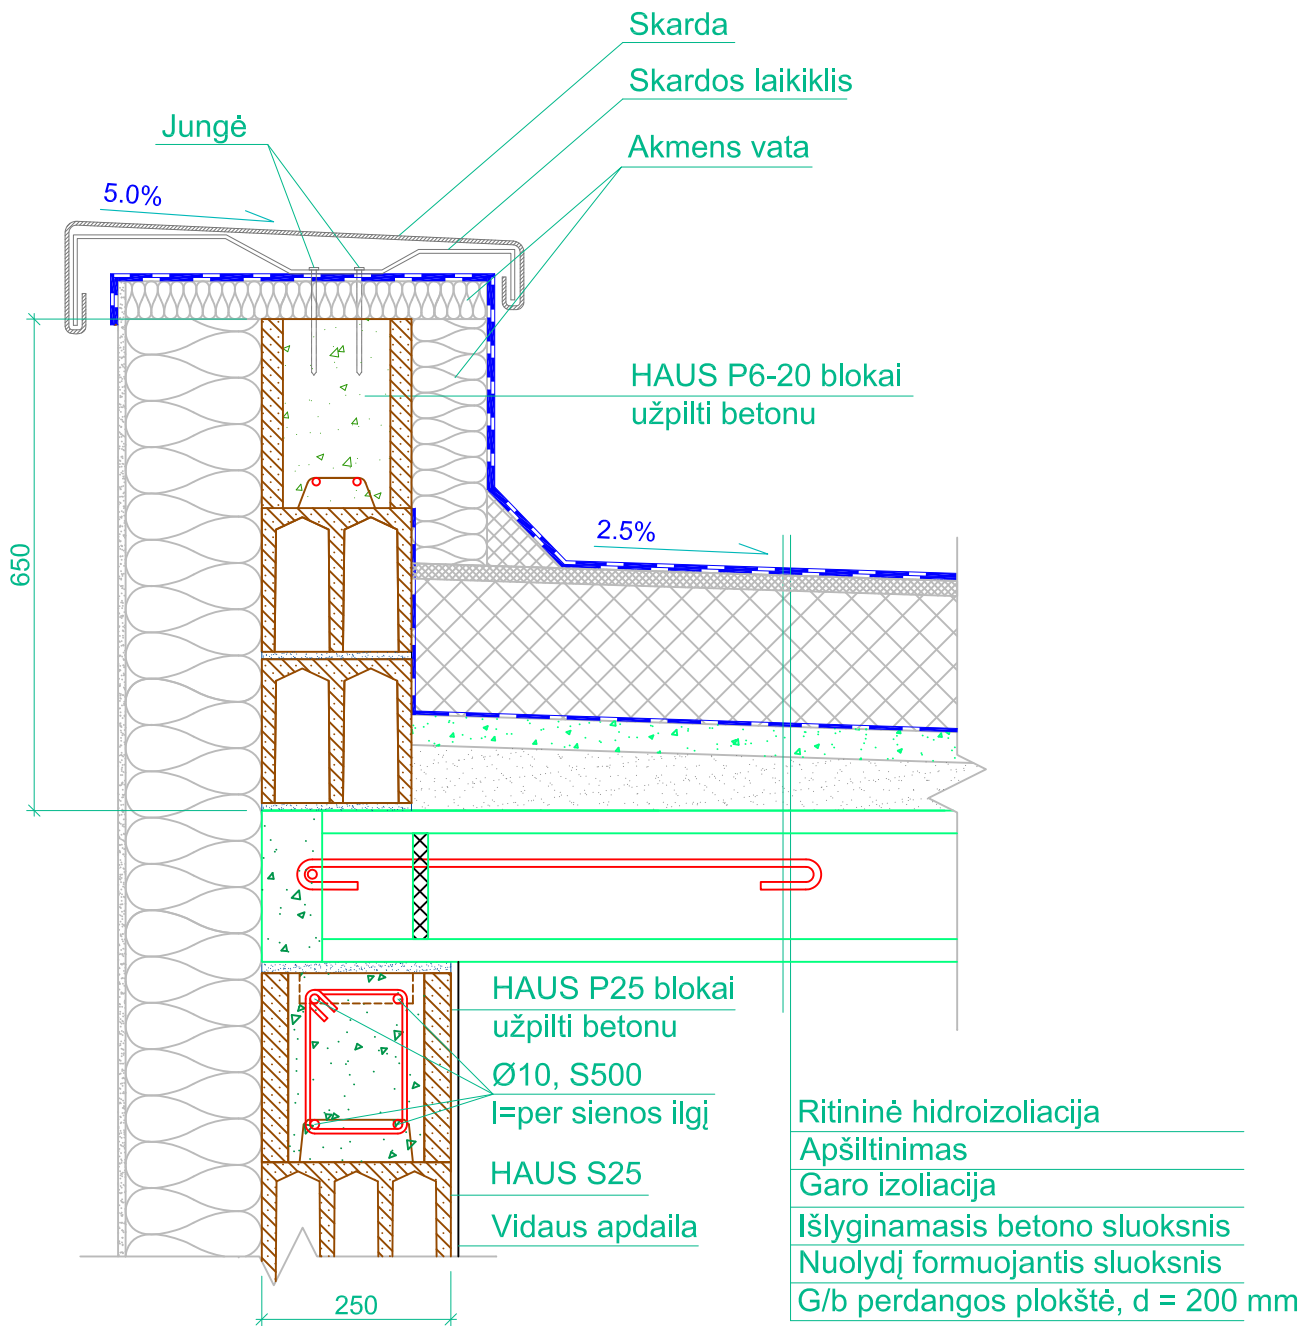 Skarda
Skardos laikiklis
Jungė
Akmens vata
5.0%
HAUS P6-20 blokai
užpilti betonu
2.5%
650
HAUS P25 blokai
užpilti betonu
Ø10, S500
l=per sienos ilgį
HAUS S25
Vidaus apdaila
250
Ritininė hidroizoliacija
Apšiltinimas
Garo izoliacija
Išlyginamasis betono sluoksnis
Nuolydį formuojantis sluoksnis
G/b perdangos plokštė, d = 200 mm